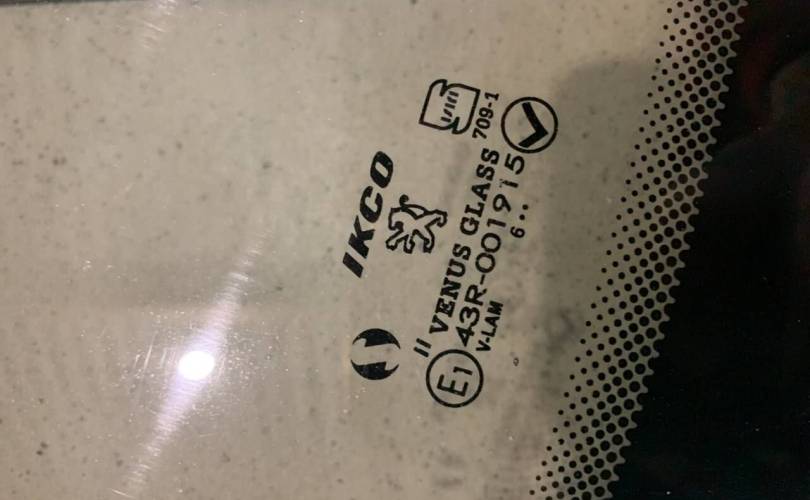 IKCO
II VENUS GLASS 709-1
E1 43R-001915
V-LAM 6..